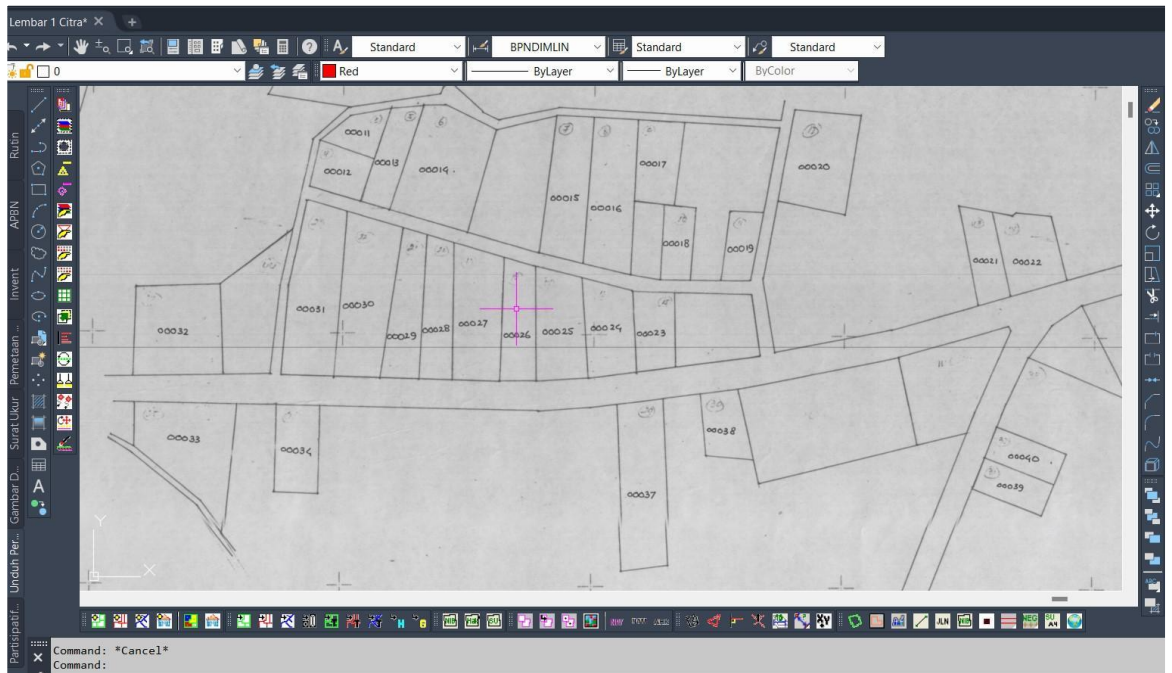 Lembar 1 Citra*
Standard
BPNDIMLIN
Standard
Standard
0
Red
ByLayer
ByLayer
ByColor
Rutin
APBN
Invent
Pemetaan ...
Surat Ukur
Gambar D...
Unduh Per...
Partisipatif...
00011
00012
00013
00014
00015
00016
00017
00018
00019
00020
00021
00022
00031
00030
00029
00028
00027
00026
00025
00024
00023
00032
00033
00034
00037
00038
00040
00039
Y
X
Command: *Cancel*
Command: